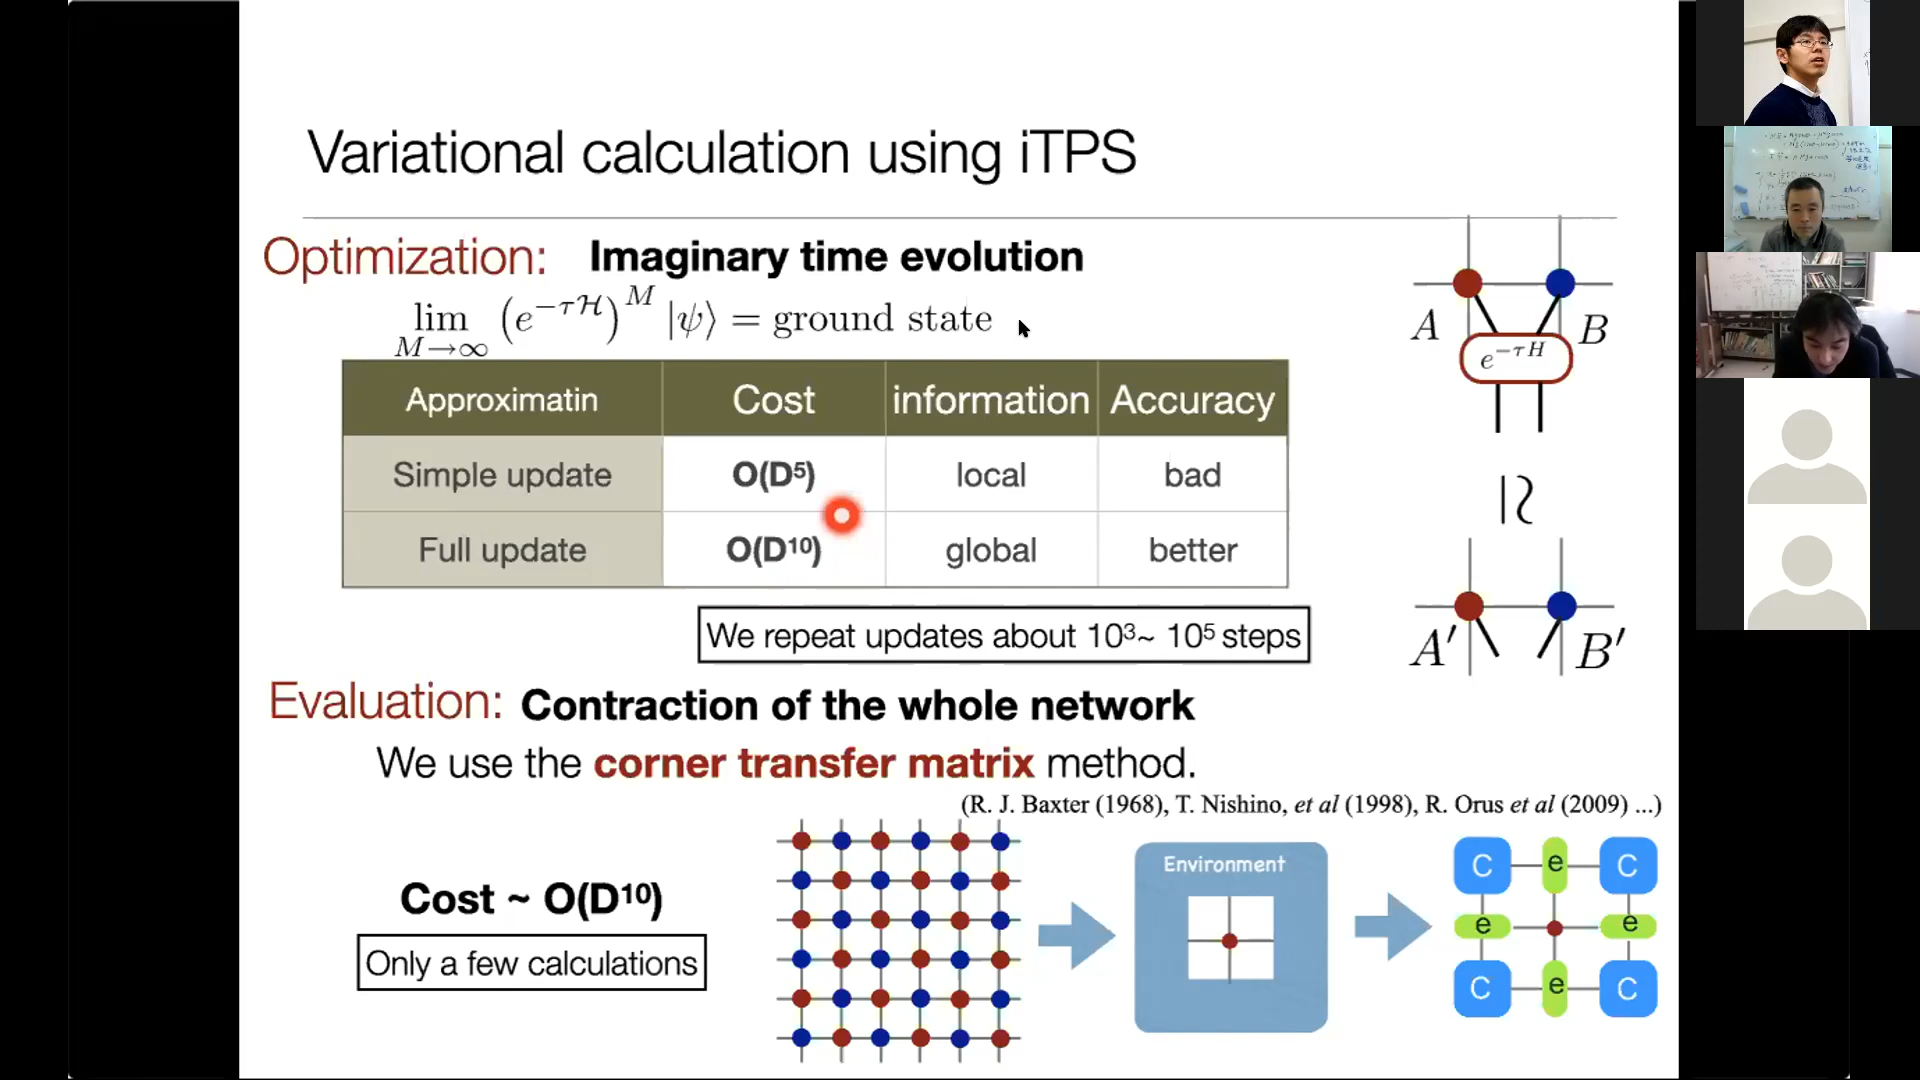 Variational calculation using iTPS
Optimization: Imaginary time evolution
lim M→∞ (e^{−τℋ})^M |ψ⟩ = ground state
Approximatin Cost information Accuracy
Simple update O(D⁵) local bad
Full update O(D¹⁰) global better
We repeat updates about 10³~ 10⁵ steps
A B
e^{−τH}
≃
A′ B′
Evaluation: Contraction of the whole network
We use the corner transfer matrix method.
(R. J. Baxter (1968), T. Nishino, et al (1998), R. Orus et al (2009) ...)
Cost ~ O(D¹⁰)
Only a few calculations
Environment
C e C
e e
C e C